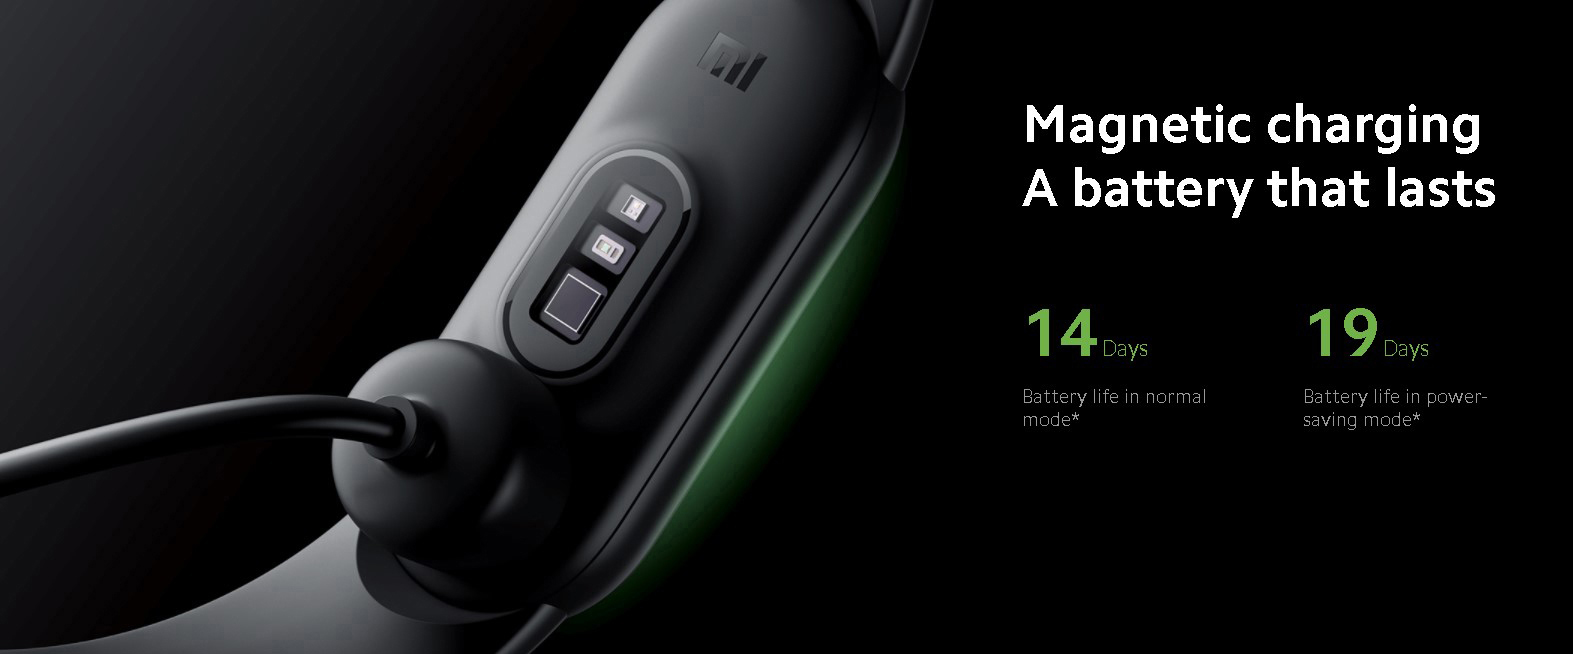 mi
Magnetic charging
A battery that lasts
14 Days
19 Days
Battery life in normal
mode*
Battery life in power-
saving mode*